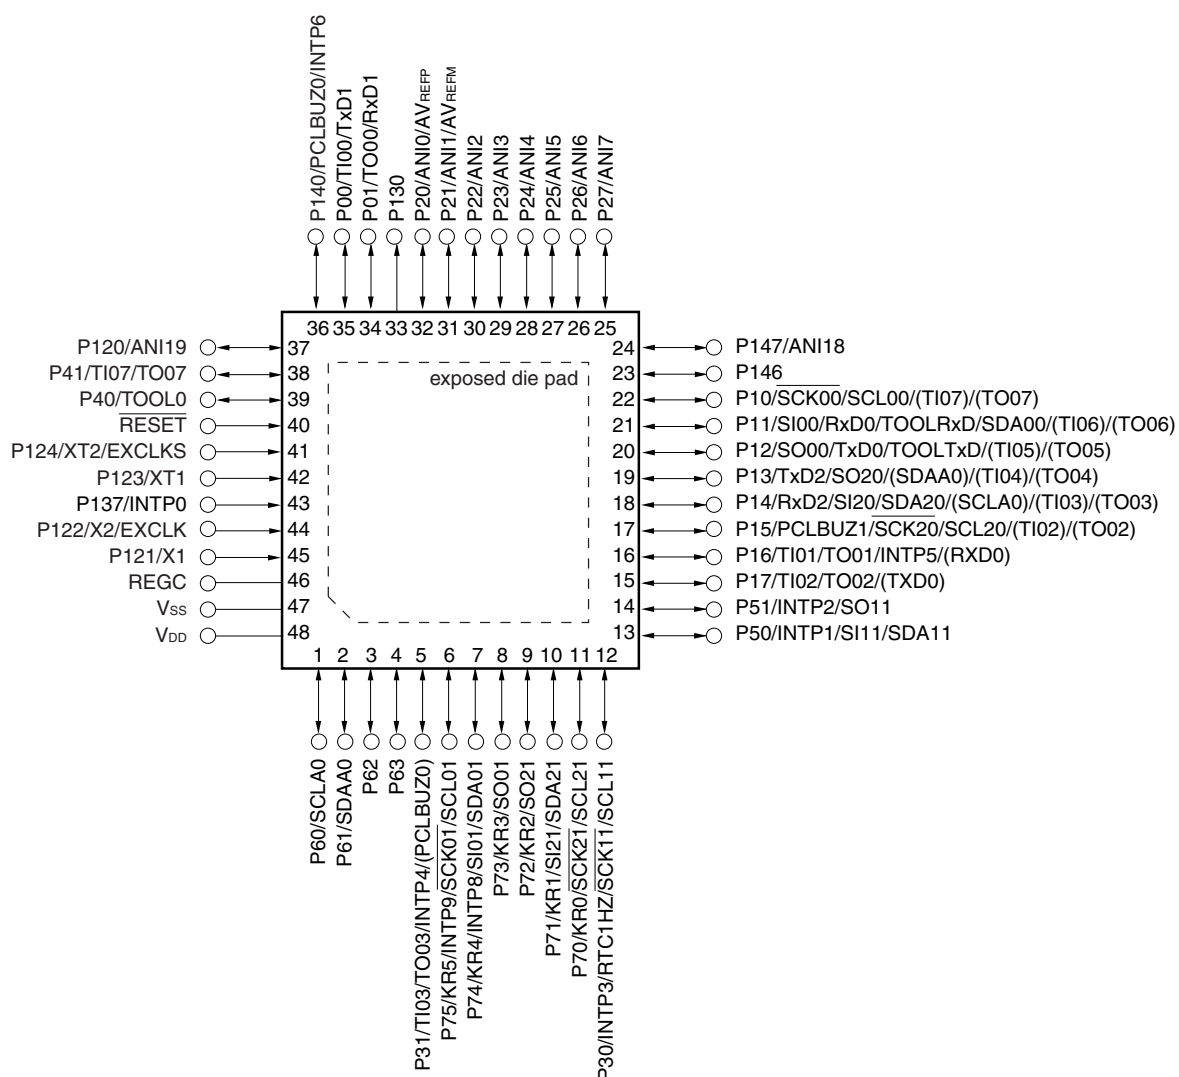 P140/PCLBUZ0/INTP6
P00/TI00/TxD1
P01/TO00/RxD1
P130
P20/ANI0/AVREFP
P21/ANI1/AVREFM
P22/ANI2
P23/ANI3
P24/ANI4
P25/ANI5
P26/ANI6
P27/ANI7
36 35 34 33 32 31 30 29 28 27 26 25
exposed die pad
P120/ANI19 37
P41/TI07/TO07 38
P40/TOOL0 39
RESET 40
P124/XT2/EXCLKS 41
P123/XT1 42
P137/INTP0 43
P122/X2/EXCLK 44
P121/X1 45
REGC 46
VSS 47
VDD 48
24 P147/ANI18
23 P146
22 P10/SCK00/SCL00/(TI07)/(TO07)
21 P11/SI00/RxD0/TOOLRxD/SDA00/(TI06)/(TO06)
20 P12/SO00/TxD0/TOOLTxD/(TI05)/(TO05)
19 P13/TxD2/SO20/(SDAA0)/(TI04)/(TO04)
18 P14/RxD2/SI20/SDA20/(SCLA0)/(TI03)/(TO03)
17 P15/PCLBUZ1/SCK20/SCL20/(TI02)/(TO02)
16 P16/TI01/TO01/INTP5/(RXD0)
15 P17/TI02/TO02/(TXD0)
14 P51/INTP2/SO11
13 P50/INTP1/SI11/SDA11
1 2 3 4 5 6 7 8 9 10 11 12
P60/SCLA0
P61/SDAA0
P62
P63
P31/TI03/TO03/INTP4/(PCLBUZ0)
P75/KR5/INTP9/SCK01/SCL01
P74/KR4/INTP8/SI01/SDA01
P73/KR3/SO01
P72/KR2/SO21
P71/KR1/SI21/SDA21
P70/KR0/SCK21/SCL21
P30/INTP3/RTC1HZ/SCK11/SCL11